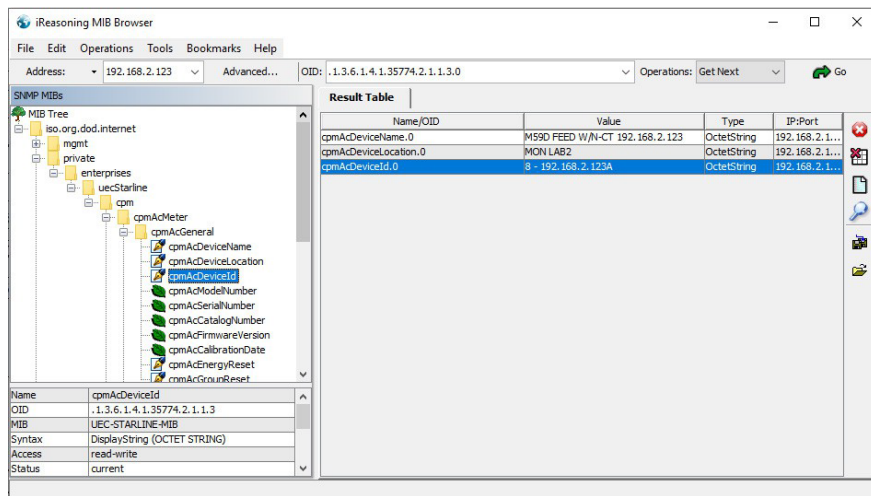 iReasoning MIB Browser
File Edit Operations Tools Bookmarks Help
Address: 192.168.2.123 Advanced... OID: .1.3.6.1.4.1.35774.2.1.1.3.0 Operations: Get Next Go
SNMP MIBs
MIB Tree
iso.org.dod.internet
mgmt
private
enterprises
uecStarline
cpm
cpmAcMeter
cpmAcGeneral
cpmAcDeviceName
cpmAcDeviceLocation
cpmAcDeviceId
cpmAcModelNumber
cpmAcSerialNumber
cpmAcCatalogNumber
cpmAcFirmwareVersion
cpmAcCalibrationDate
cpmAcEnergyReset
cpmAcGroupReset
Name cpmAcDeviceId
OID .1.3.6.1.4.1.35774.2.1.1.3
MIB UEC-STARLINE-MIB
Syntax DisplayString (OCTET STRING)
Access read-write
Status current
Result Table
Name/OID Value Type IP:Port
cpmAcDeviceName.0 M59D FEED W/N-CT 192.168.2.123 OctetString 192.168.2.1...
cpmAcDeviceLocation.0 MON LAB2 OctetString 192.168.2.1...
cpmAcDeviceId.0 8 - 192.168.2.123A OctetString 192.168.2.1...